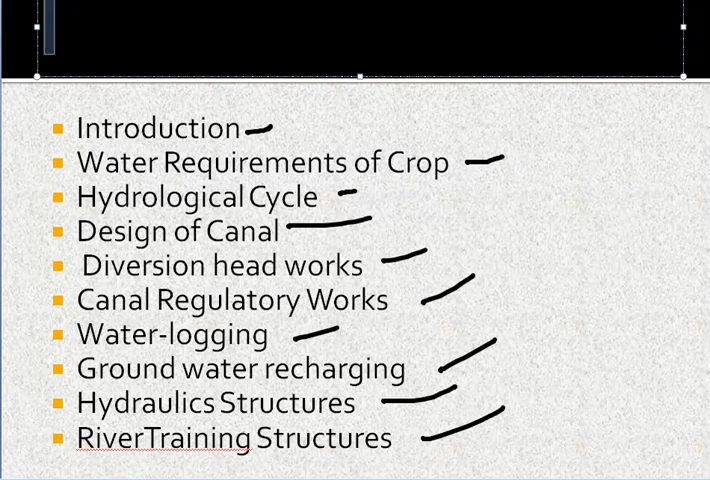 Introduction
Water Requirements of Crop
Hydrological Cycle
Design of Canal
Diversion head works
Canal Regulatory Works
Water-logging
Ground water recharging
Hydraulics Structures
RiverTraining Structures